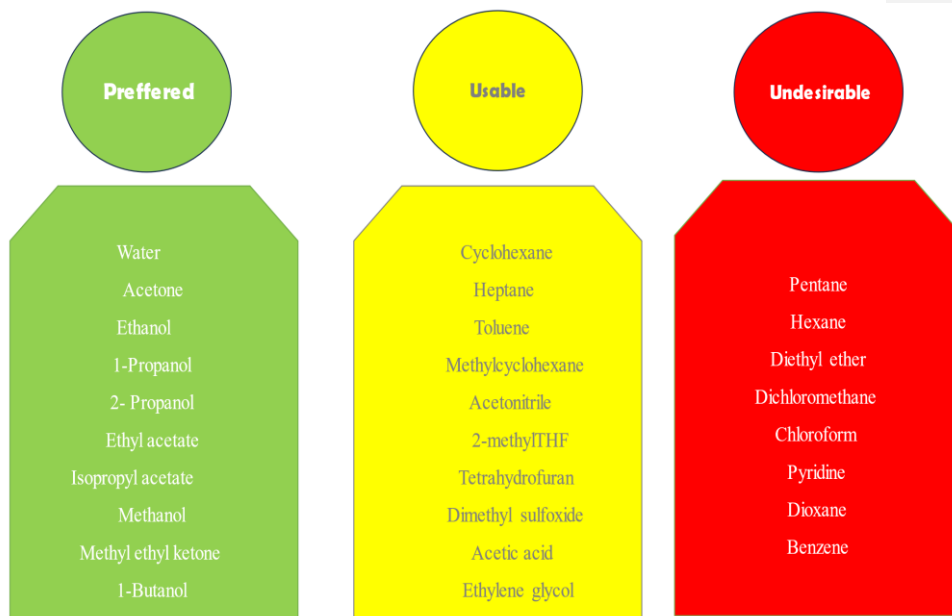 Preffered
Water
Acetone
Ethanol
1-Propanol
2- Propanol
Ethyl acetate
Isopropyl acetate
Methanol
Methyl ethyl ketone
1-Butanol
Usable
Cyclohexane
Heptane
Toluene
Methylcyclohexane
Acetonitrile
2-methylTHF
Tetrahydrofuran
Dimethyl sulfoxide
Acetic acid
Ethylene glycol
Undesirable
Pentane
Hexane
Diethyl ether
Dichloromethane
Chloroform
Pyridine
Dioxane
Benzene